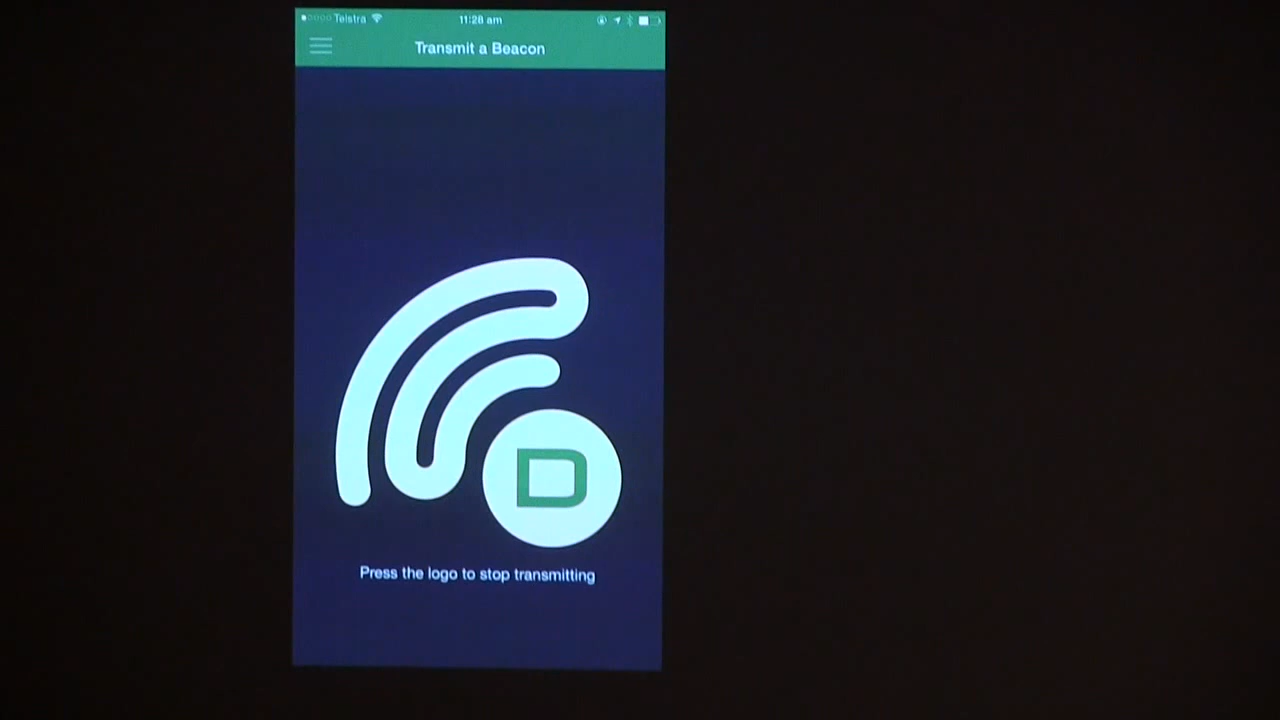 Telstra 11:28 am
Transmit a Beacon
D
Press the logo to stop transmitting